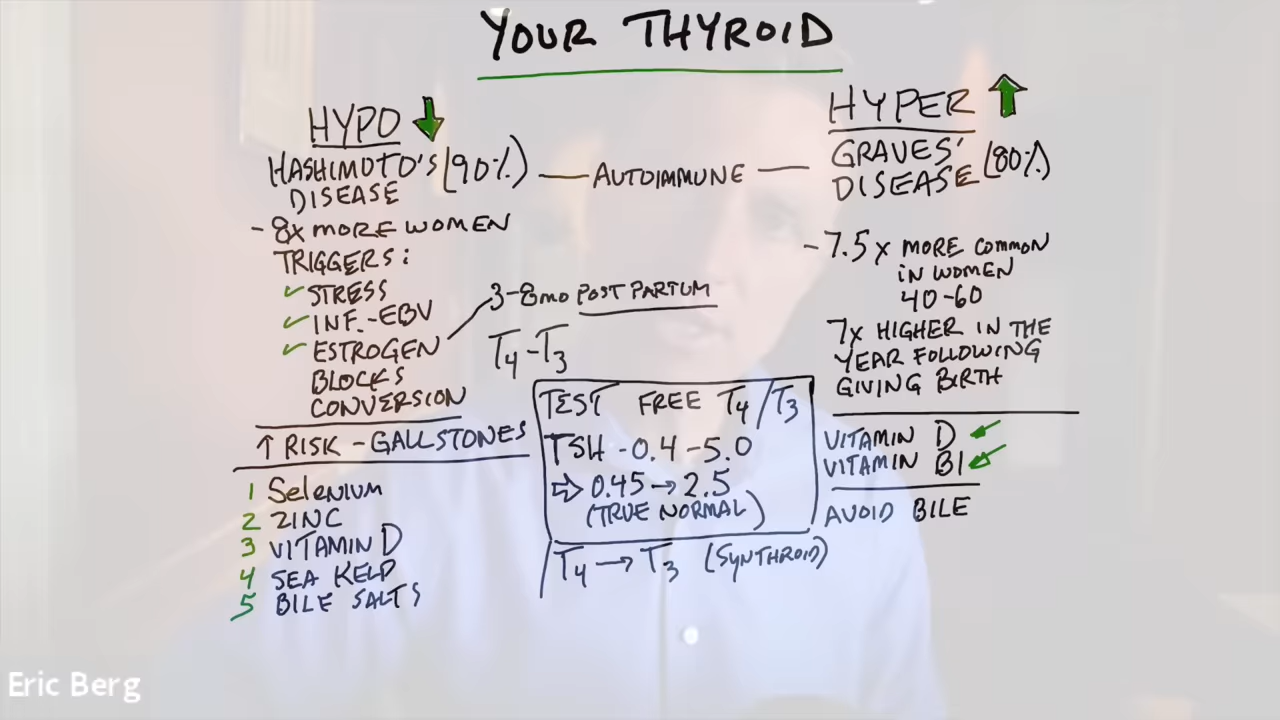 YOUR THYROID
HYPO
HASHIMOTO'S (90%)
DISEASE
- 8X MORE WOMEN
TRIGGERS:
STRESS
INF.-EBV
ESTROGEN
BLOCKS
CONVERSION
↑ RISK - GALLSTONES
1 SELENIUM
2 ZINC
3 VITAMIN D
4 SEA KELP
5 BILE SALTS
AUTOIMMUNE
3-8MO POST PARTUM
T4-T3
TEST FREE T4/T3
TSH - 0.4 - 5.0
⇨ 0.45 → 2.5
(TRUE NORMAL)
T4 → T3 (SYNTHROID)
HYPER
GRAVES' (80%)
DISEASE
- 7.5X MORE COMMON
IN WOMEN
40-60
7X HIGHER IN THE
YEAR FOLLOWING
GIVING BIRTH
VITAMIN D
VITAMIN B1
AVOID BILE
Eric Berg